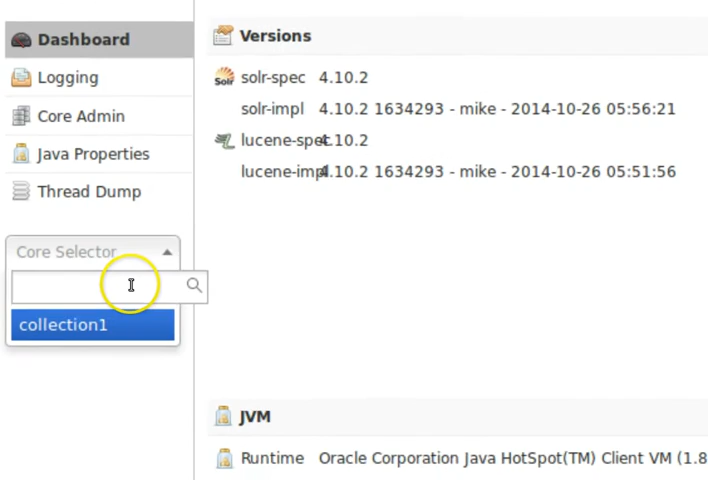 Dashboard
Logging
Core Admin
Java Properties
Thread Dump
Core Selector
collection1
Versions
Solr
solr-spec 4.10.2
solr-impl 4.10.2 1634293 - mike - 2014-10-26 05:56:21
lucene-spec 4.10.2
lucene-impl 4.10.2 1634293 - mike - 2014-10-26 05:51:56
JVM
Runtime Oracle Corporation Java HotSpot(TM) Client VM (1.8